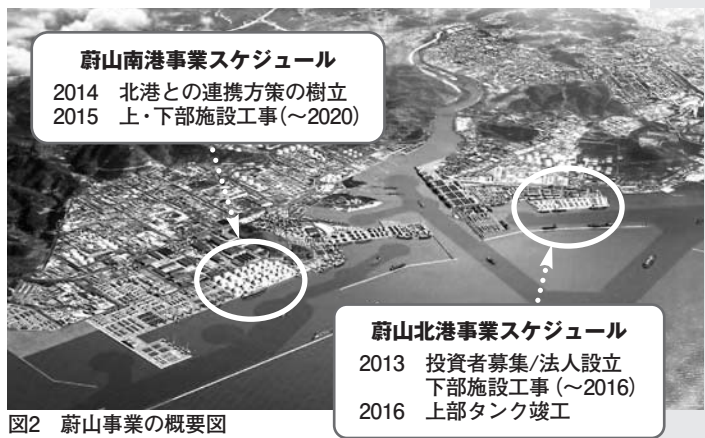 蔚山南港事業スケジュール
2014 北港との連携方策の樹立
2015 上・下部施設工事(～2020)
蔚山北港事業スケジュール
2013 投資者募集/法人設立
下部施設工事(～2016)
2016 上部タンク竣工
図2 蔚山事業の概要図